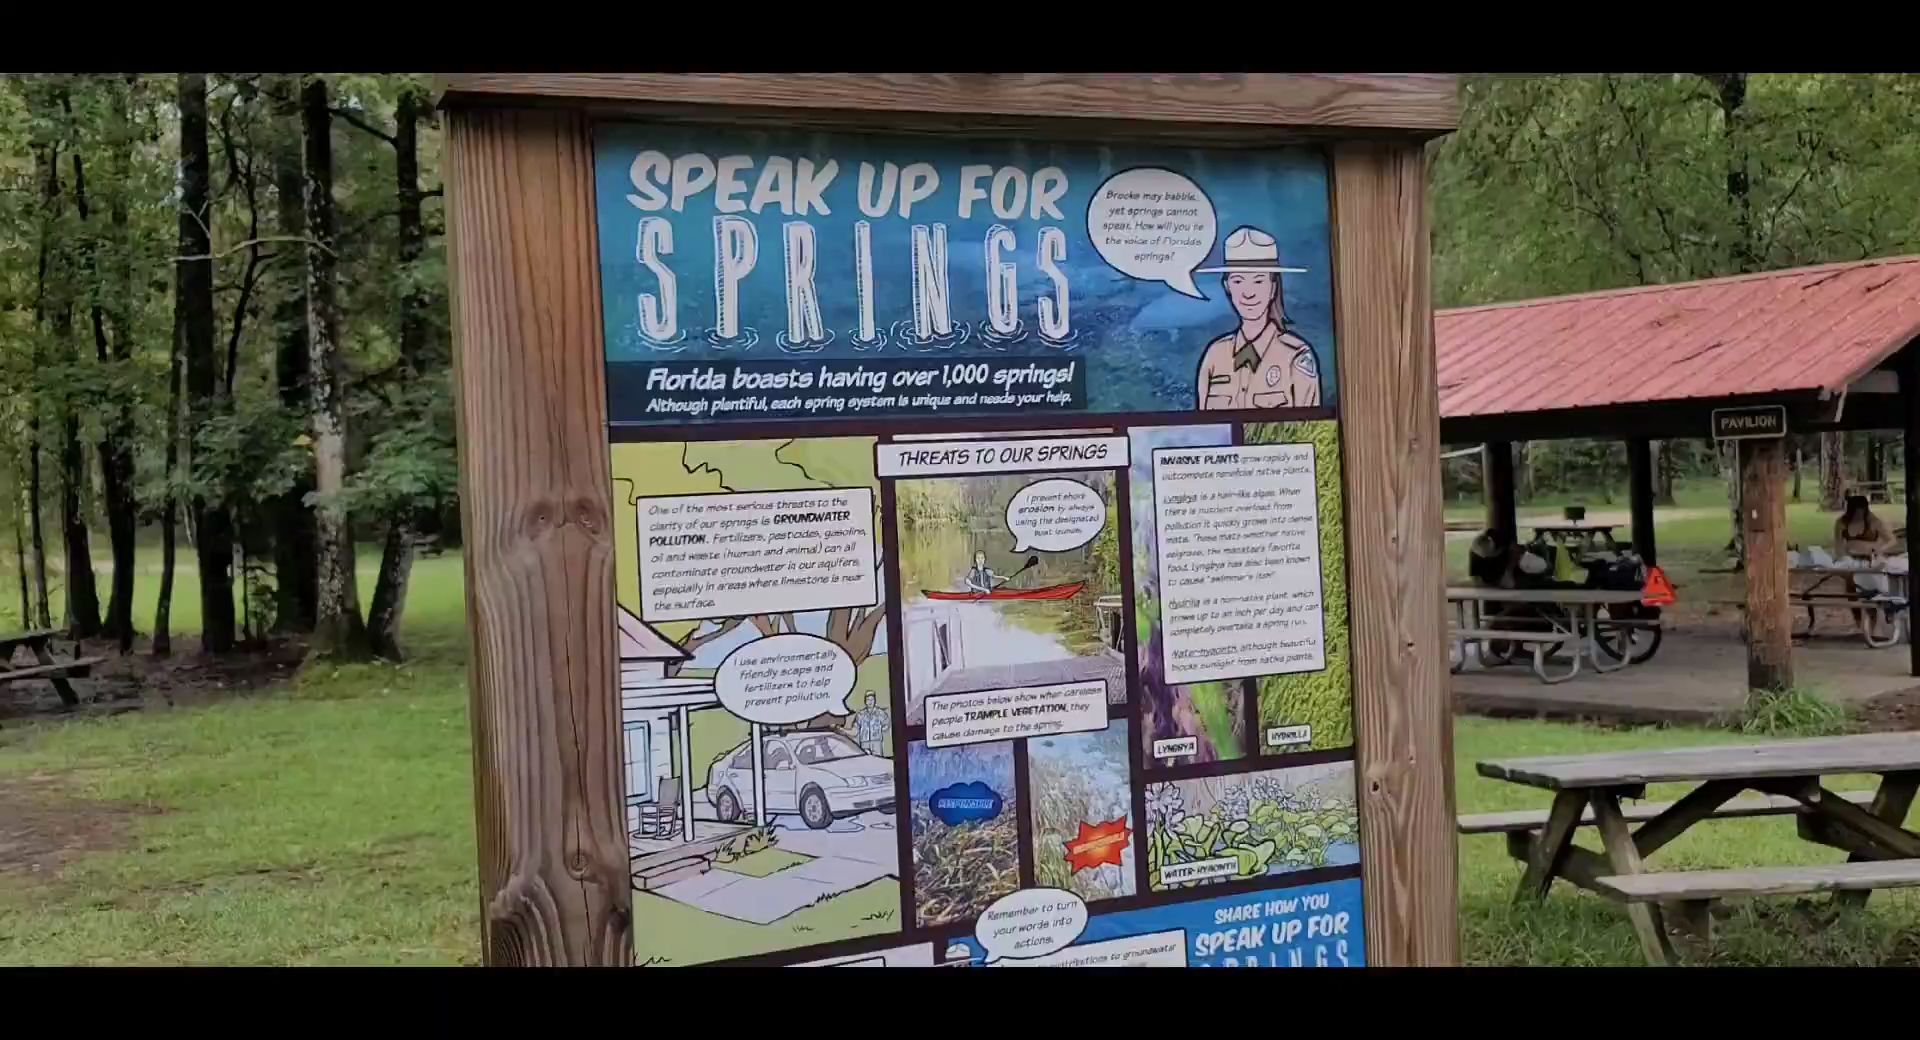 SPEAK UP FOR
SPRINGS
Brooks may babble,
yet springs cannot
speak. How will you be
the voice of Florida's
springs?
Florida boasts having over 1,000 springs!
Although plentiful, each spring system is unique and needs your help.
THREATS TO OUR SPRINGS
One of the most serious threats to the
clarity of our springs is GROUNDWATER
POLLUTION. Fertilizers, pesticides, gasoline,
oil and waste (human and animal) can all
contaminate groundwater in our aquifers,
especially in areas where limestone is near
the surface.
I use environmentally
friendly soaps and
fertilizers to help
prevent pollution.
I prevent shore
erosion by always
using the designated
boat launch.
The photos below show when careless
people TRAMPLE VEGETATION, they
cause damage to the spring.
RESPONSIBLE
INVASIVE PLANTS grow rapidly and
outcompete beneficial native plants.
Lyngbya is a hair-like algae. When
there is nutrient overload from
pollution it quickly grows into dense
mats. These mats smother native
eelgrass, the manatee's favorite
food. Lyngbya has also been known
to cause "swimmer's itch"
Hydrilla is a non-native plant, which
grows up to an inch per day and can
completely overtake a spring run.
Water-hyacinth, although beautiful
blocks sunlight from native plants.
LYNGBYA
HYDRILLA
WATER-HYACINTH
Remember to turn
your words into
actions.
to groundwater
SHARE HOW YOU
SPEAK UP FOR
SPRINGS
PAVILION